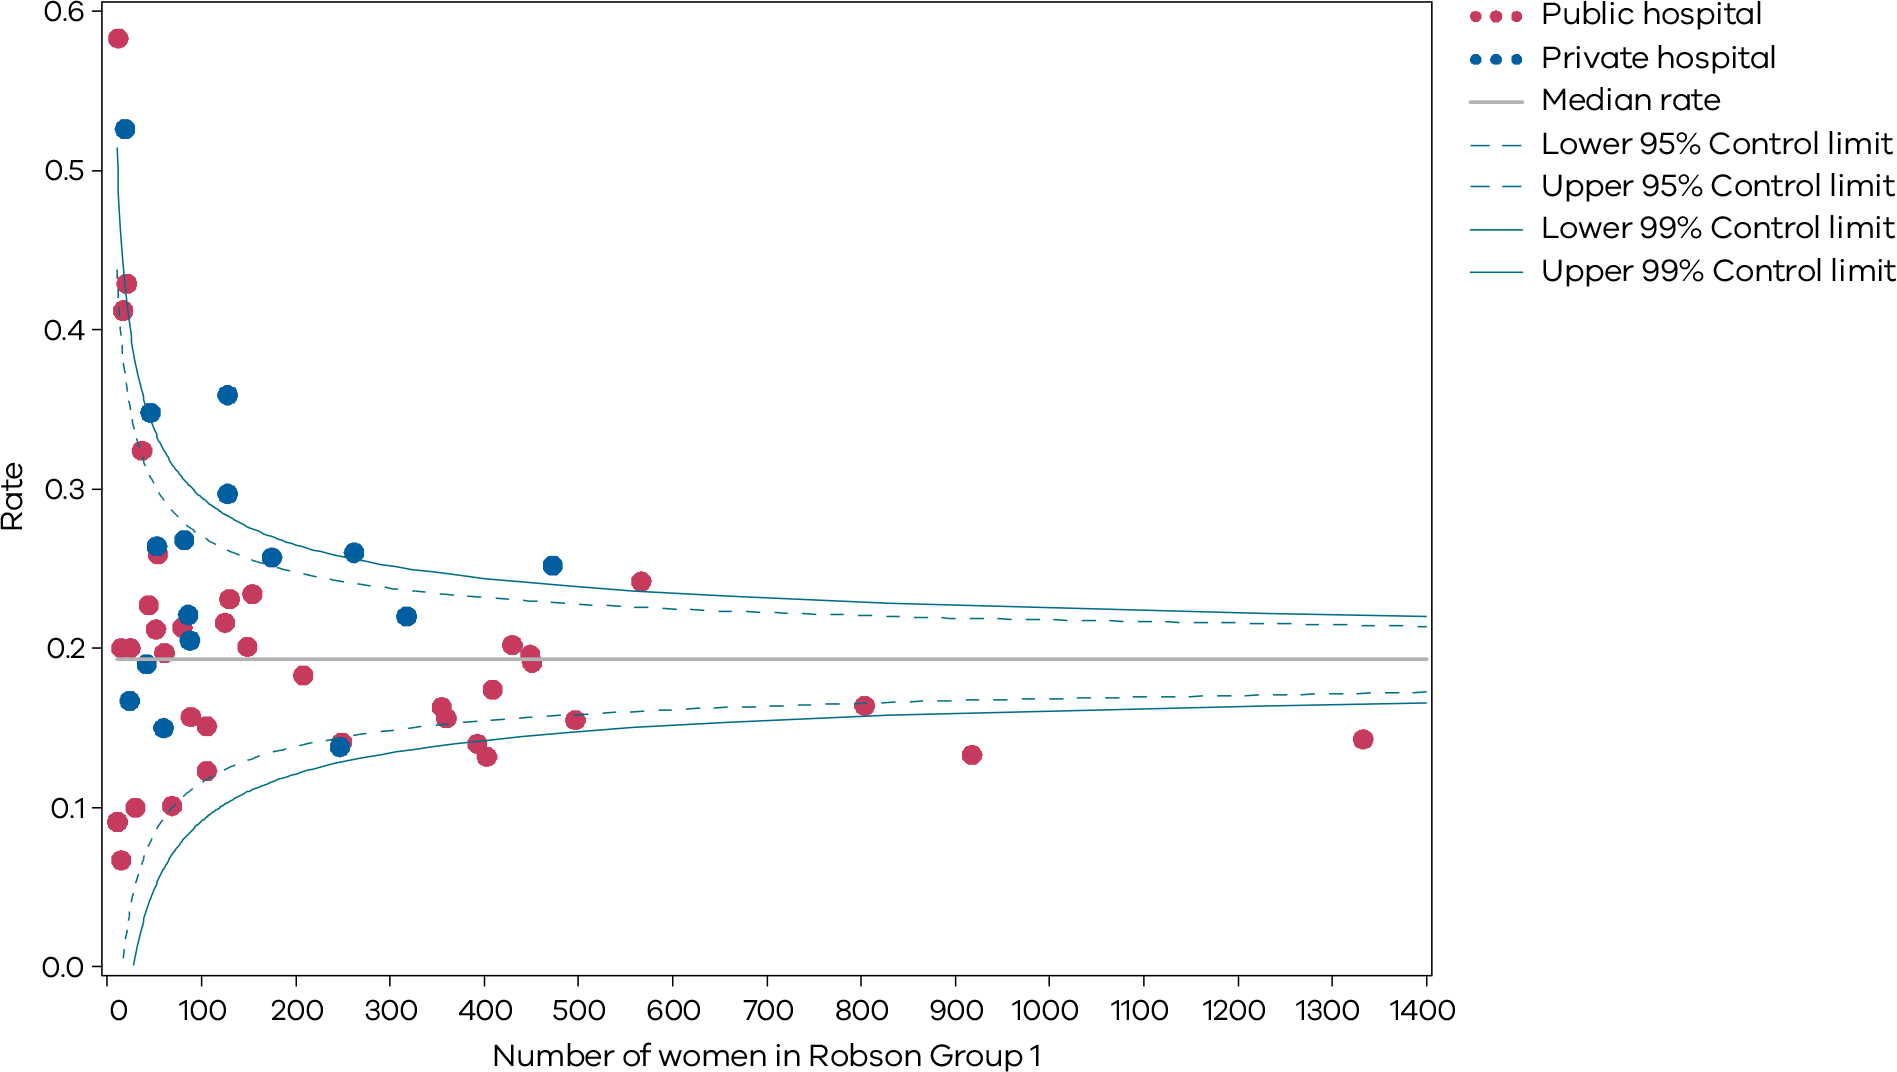 0.6
0.5
0.4
0.3
0.2
0.1
0.0
Rate
0 100 200 300 400 500 600 700 800 900 1000 1100 1200 1300 1400
Number of women in Robson Group 1
Public hospital
Private hospital
Median rate
Lower 95% Control limit
Upper 95% Control limit
Lower 99% Control limit
Upper 99% Control limit